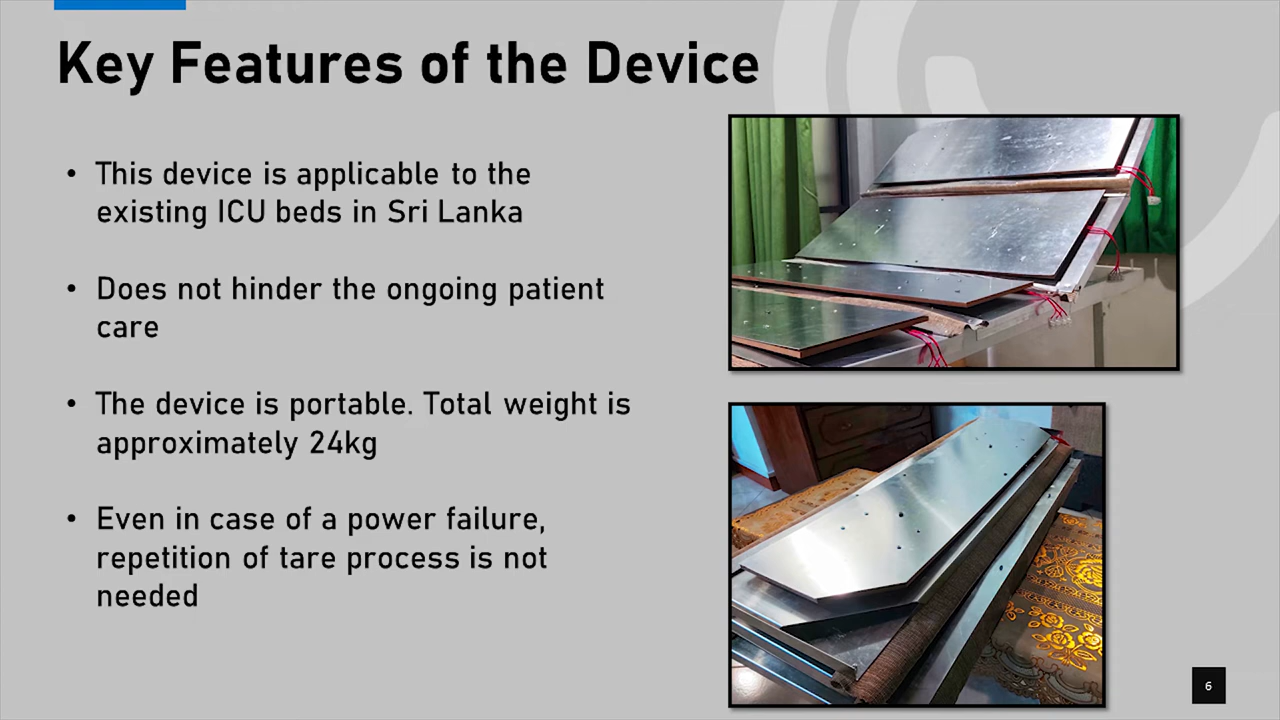 Key Features of the Device
• This device is applicable to the
existing ICU beds in Sri Lanka
• Does not hinder the ongoing patient
care
• The device is portable. Total weight is
approximately 24kg
• Even in case of a power failure,
repetition of tare process is not
needed
6